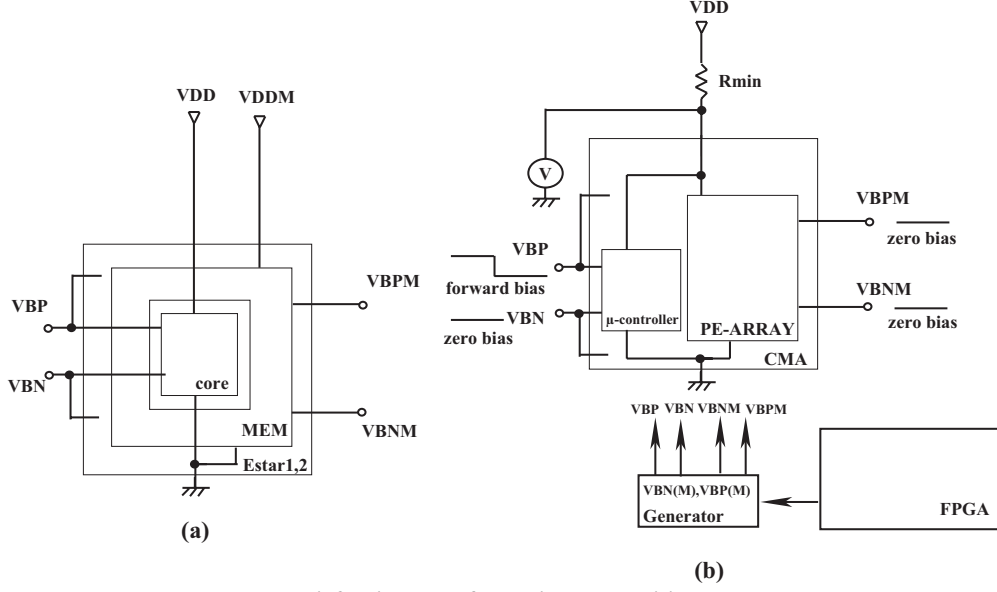 VDD
VDDM
VBP
VBN
VBPM
VBNM
core
MEM
Estar1,2
(a)
VDD
Rmin
V
VBP
forward bias
VBN
zero bias
µ-controller
PE-ARRAY
CMA
VBPM
zero bias
VBNM
zero bias
VBP VBN VBNM VBPM
VBN(M),VBP(M)
Generator
FPGA
(b)